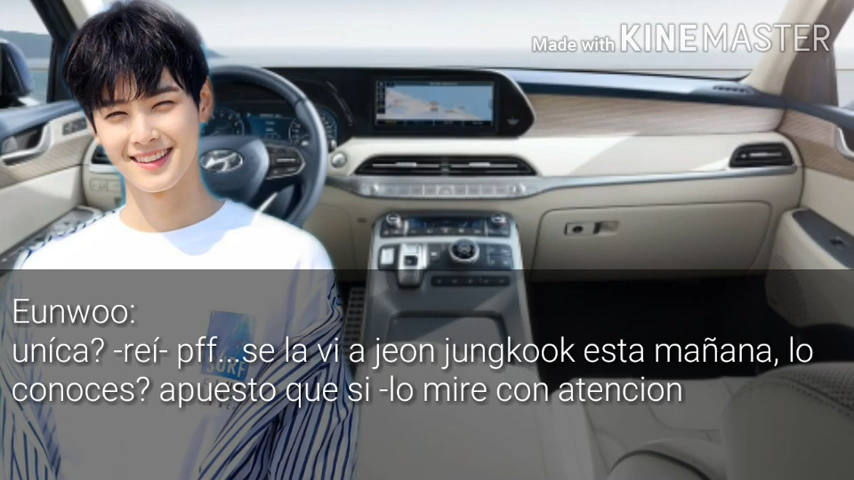 Made with KINEMASTER
Eunwoo:
uníca? -reí- pff...se la vi a jeon jungkook esta mañana, lo
conoces? apuesto que si -lo mire con atencion
SURF